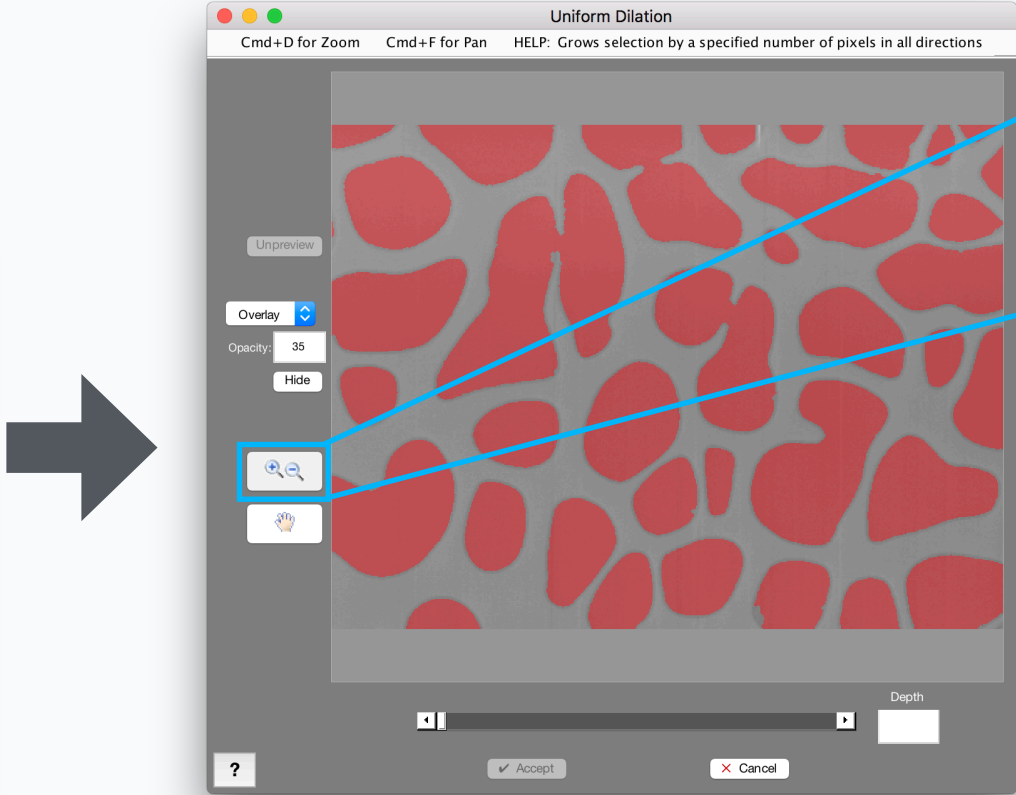 Uniform Dilation
Cmd+D for Zoom Cmd+F for Pan HELP: Grows selection by a specified number of pixels in all directions
Unpreview
Overlay
Opacity: 35
Hide
Depth
? ✔ Accept ✕ Cancel